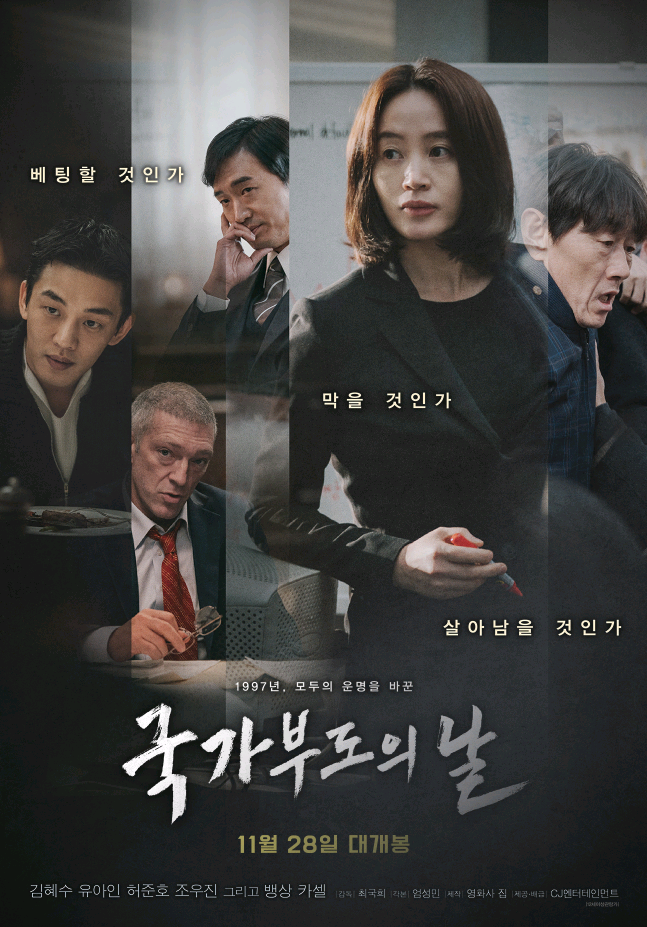 베팅할 것인가
막을 것인가
살아남을 것인가
1997년, 모두의 운명을 바꾼
국가부도의 날
11월 28일 대개봉
김혜수 유아인 허준호 조우진 그리고 뱅상 카셀 [감독] 최국희 [각본] 엄성민 [제작] 영화사 집 [제공·배급] CJ엔터테인먼트